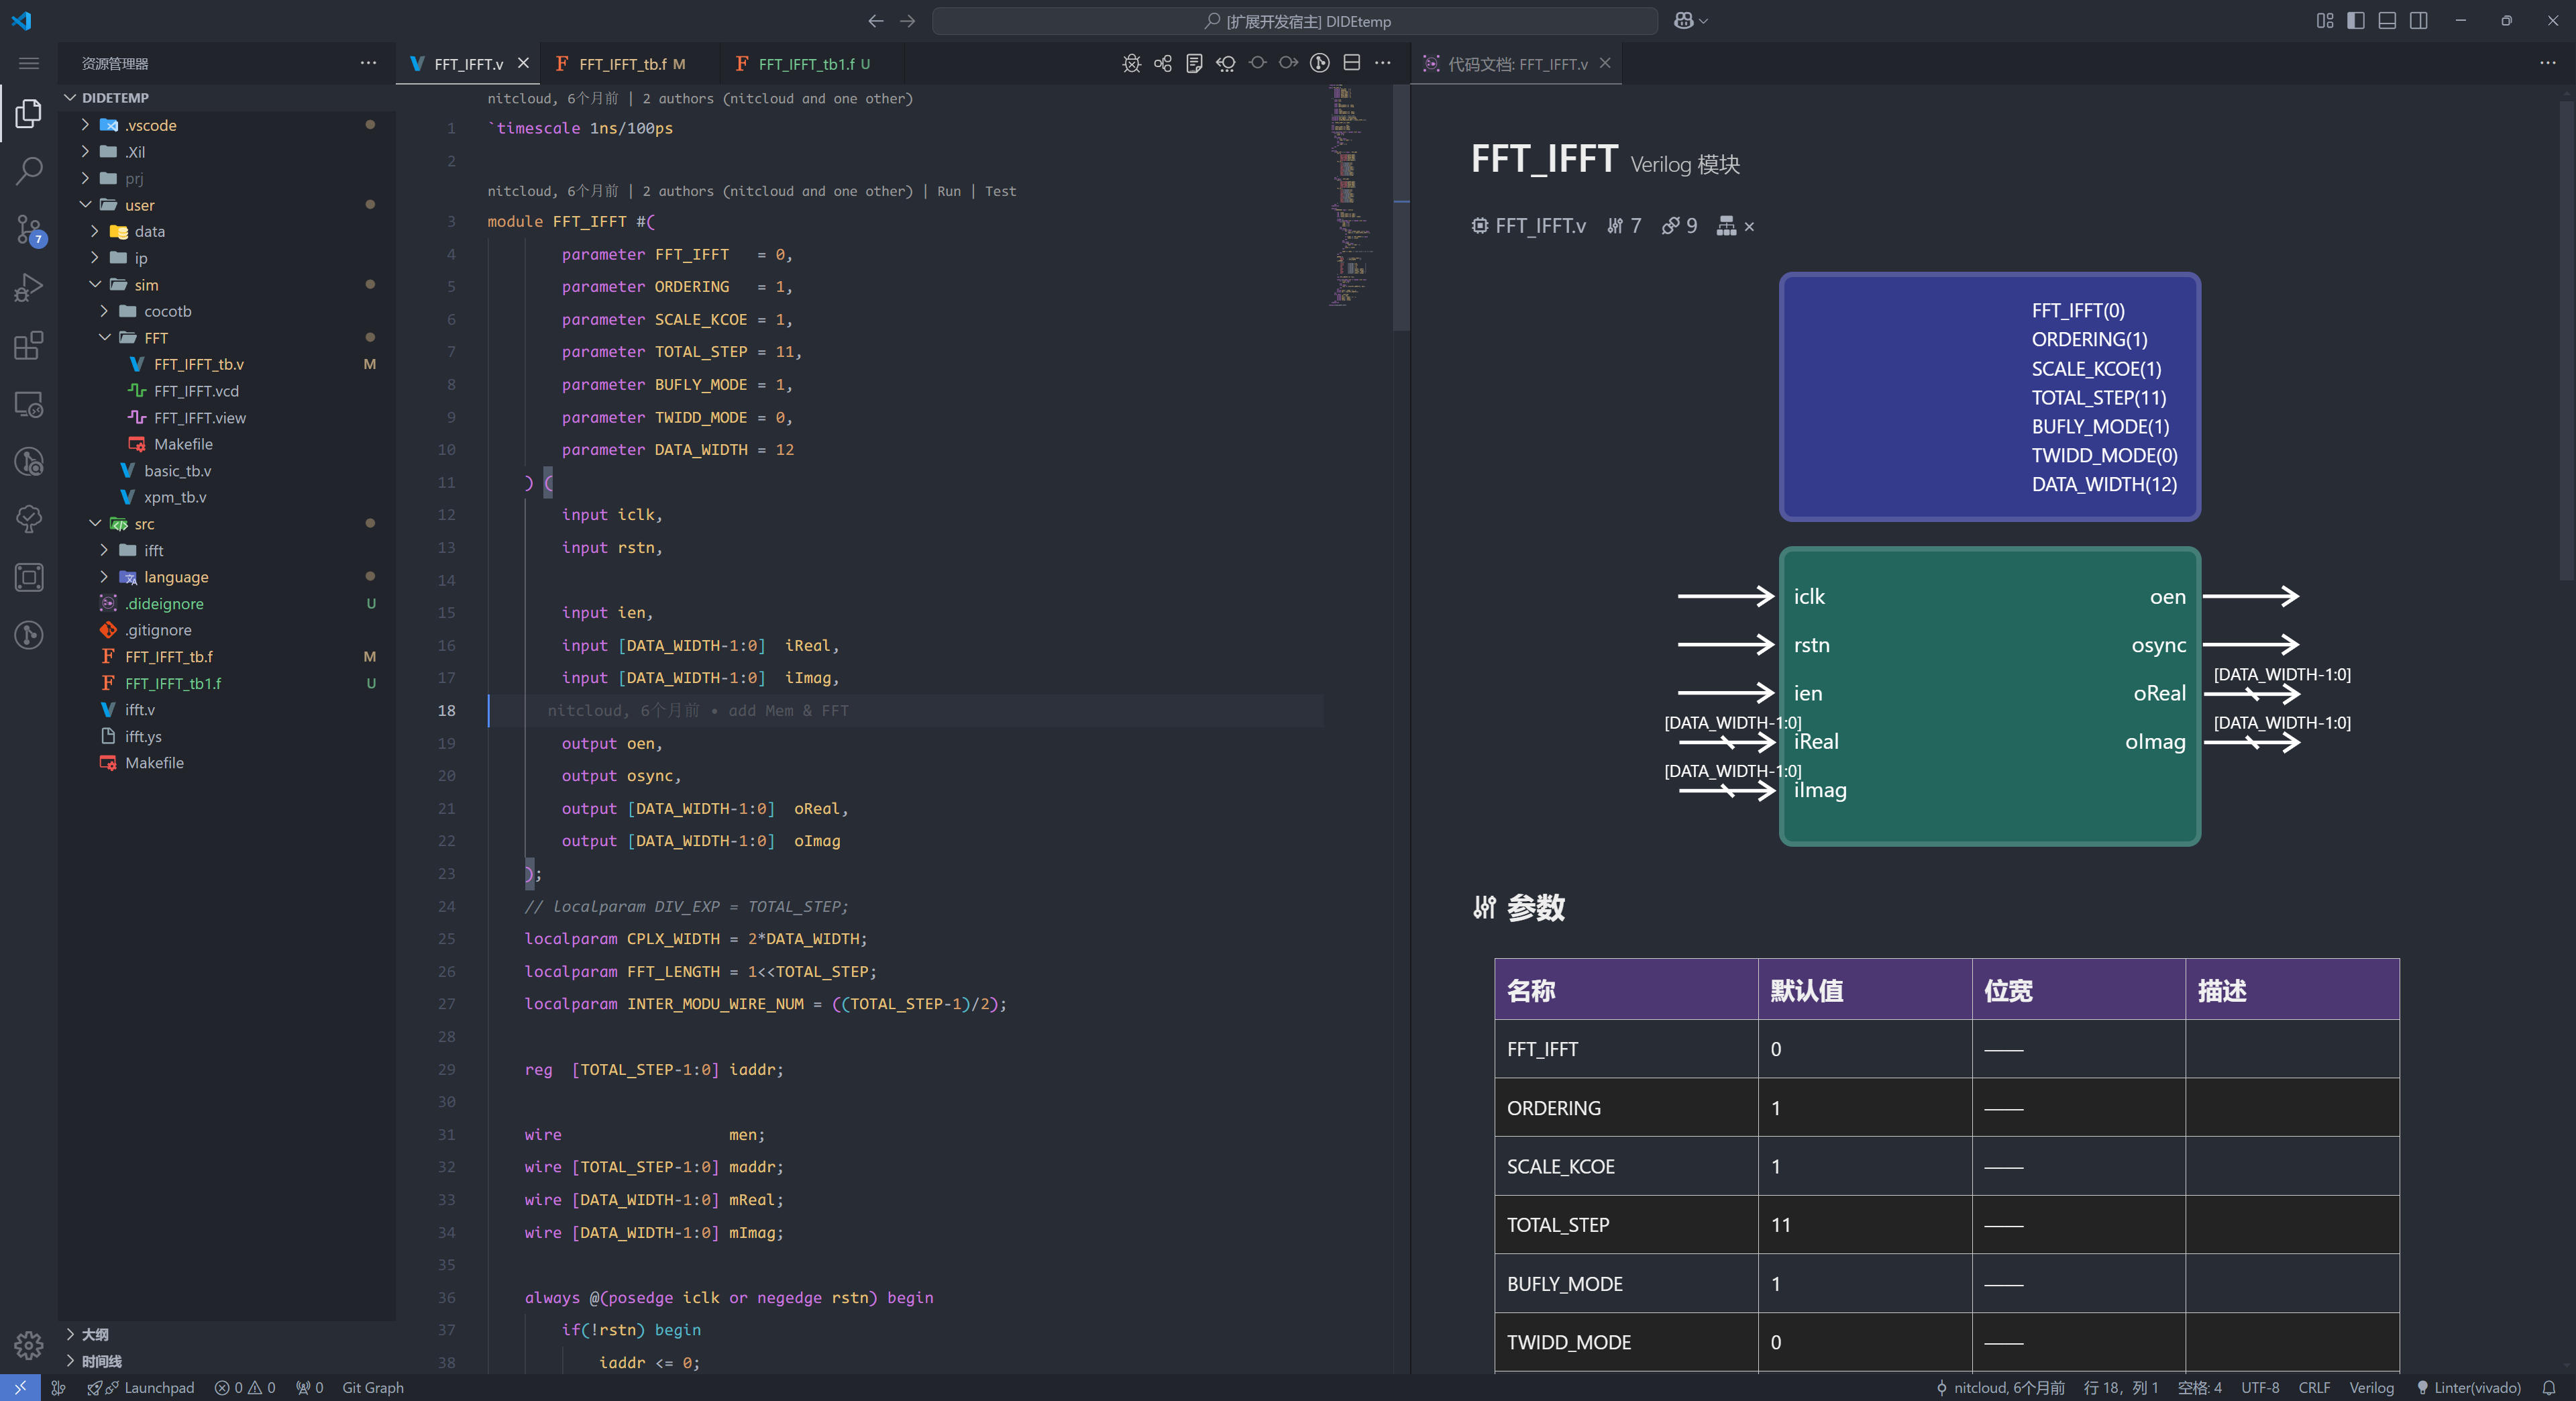 [扩展开发宿主] DIDEtemp
资源管理器
DIDETEMP
.vscode
.Xil
prj
user
data
ip
sim
cocotb
FFT
FFT_IFFT_tb.v M
FFT_IFFT.vcd
FFT_IFFT.view
Makefile
basic_tb.v
xpm_tb.v
src
ifft
language
.dideignore U
.gitignore
FFT_IFFT_tb.f M
FFT_IFFT_tb1.f U
ifft.v
ifft.ys
Makefile
大纲
时间线
7
FFT_IFFT.v
FFT_IFFT_tb.f M
FFT_IFFT_tb1.f U
nitcloud, 6个月前 | 2 authors (nitcloud and one other)
1 `timescale 1ns/100ps
2
nitcloud, 6个月前 | 2 authors (nitcloud and one other) | Run | Test
3 module FFT_IFFT #(
4 parameter FFT_IFFT = 0,
5 parameter ORDERING = 1,
6 parameter SCALE_KCOE = 1,
7 parameter TOTAL_STEP = 11,
8 parameter BUFLY_MODE = 1,
9 parameter TWIDD_MODE = 0,
10 parameter DATA_WIDTH = 12
11 ) (
12 input iclk,
13 input rstn,
14
15 input ien,
16 input [DATA_WIDTH-1:0] iReal,
17 input [DATA_WIDTH-1:0] iImag,
18 nitcloud, 6个月前 • add Mem & FFT
19 output oen,
20 output osync,
21 output [DATA_WIDTH-1:0] oReal,
22 output [DATA_WIDTH-1:0] oImag
23 );
24 // localparam DIV_EXP = TOTAL_STEP;
25 localparam CPLX_WIDTH = 2*DATA_WIDTH;
26 localparam FFT_LENGTH = 1<<TOTAL_STEP;
27 localparam INTER_MODU_WIRE_NUM = ((TOTAL_STEP-1)/2);
28
29 reg [TOTAL_STEP-1:0] iaddr;
30
31 wire men;
32 wire [TOTAL_STEP-1:0] maddr;
33 wire [DATA_WIDTH-1:0] mReal;
34 wire [DATA_WIDTH-1:0] mImag;
35
36 always @(posedge iclk or negedge rstn) begin
37 if(!rstn) begin
38 iaddr <= 0;
代码文档: FFT_IFFT.v
FFT_IFFT Verilog 模块
FFT_IFFT.v 7 9 ×
FFT_IFFT(0)
ORDERING(1)
SCALE_KCOE(1)
TOTAL_STEP(11)
BUFLY_MODE(1)
TWIDD_MODE(0)
DATA_WIDTH(12)
iclk oen
rstn osync
[DATA_WIDTH-1:0]
ien oReal
[DATA_WIDTH-1:0] [DATA_WIDTH-1:0]
iReal oImag
[DATA_WIDTH-1:0]
iImag
参数
名称 默认值 位宽 描述
FFT_IFFT 0 ——
ORDERING 1 ——
SCALE_KCOE 1 ——
TOTAL_STEP 11 ——
BUFLY_MODE 1 ——
TWIDD_MODE 0 ——
Launchpad 0 0 0 Git Graph
nitcloud, 6个月前 行 18，列 1 空格: 4 UTF-8 CRLF Verilog Linter(vivado)